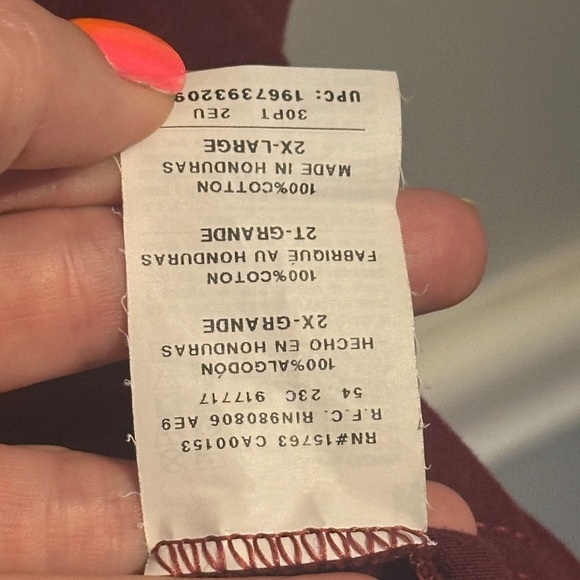 RN#15763 CA00153
R.F.C. RIN980806 AE9
54 23C 917717
100%ALGODÓN
HECHO EN HONDURAS
2X-GRANDE
100%COTON
FABRIQUÉ AU HONDURAS
2T-GRANDE
100%COTTON
MADE IN HONDURAS
2X-LARGE
30PT 2EU
UPC: 1967393209